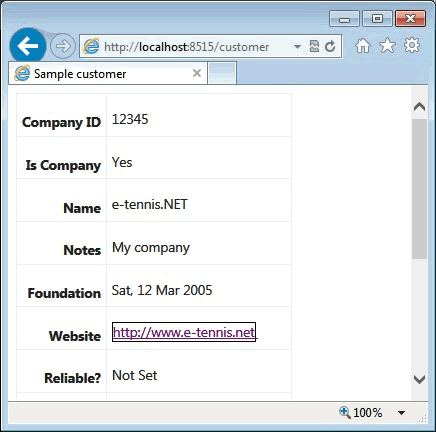 http://localhost:8515/customer
Sample customer
Company ID 12345
Is Company Yes
Name e-tennis.NET
Notes My company
Foundation Sat, 12 Mar 2005
Website http://www.e-tennis.net
Reliable? Not Set
100%